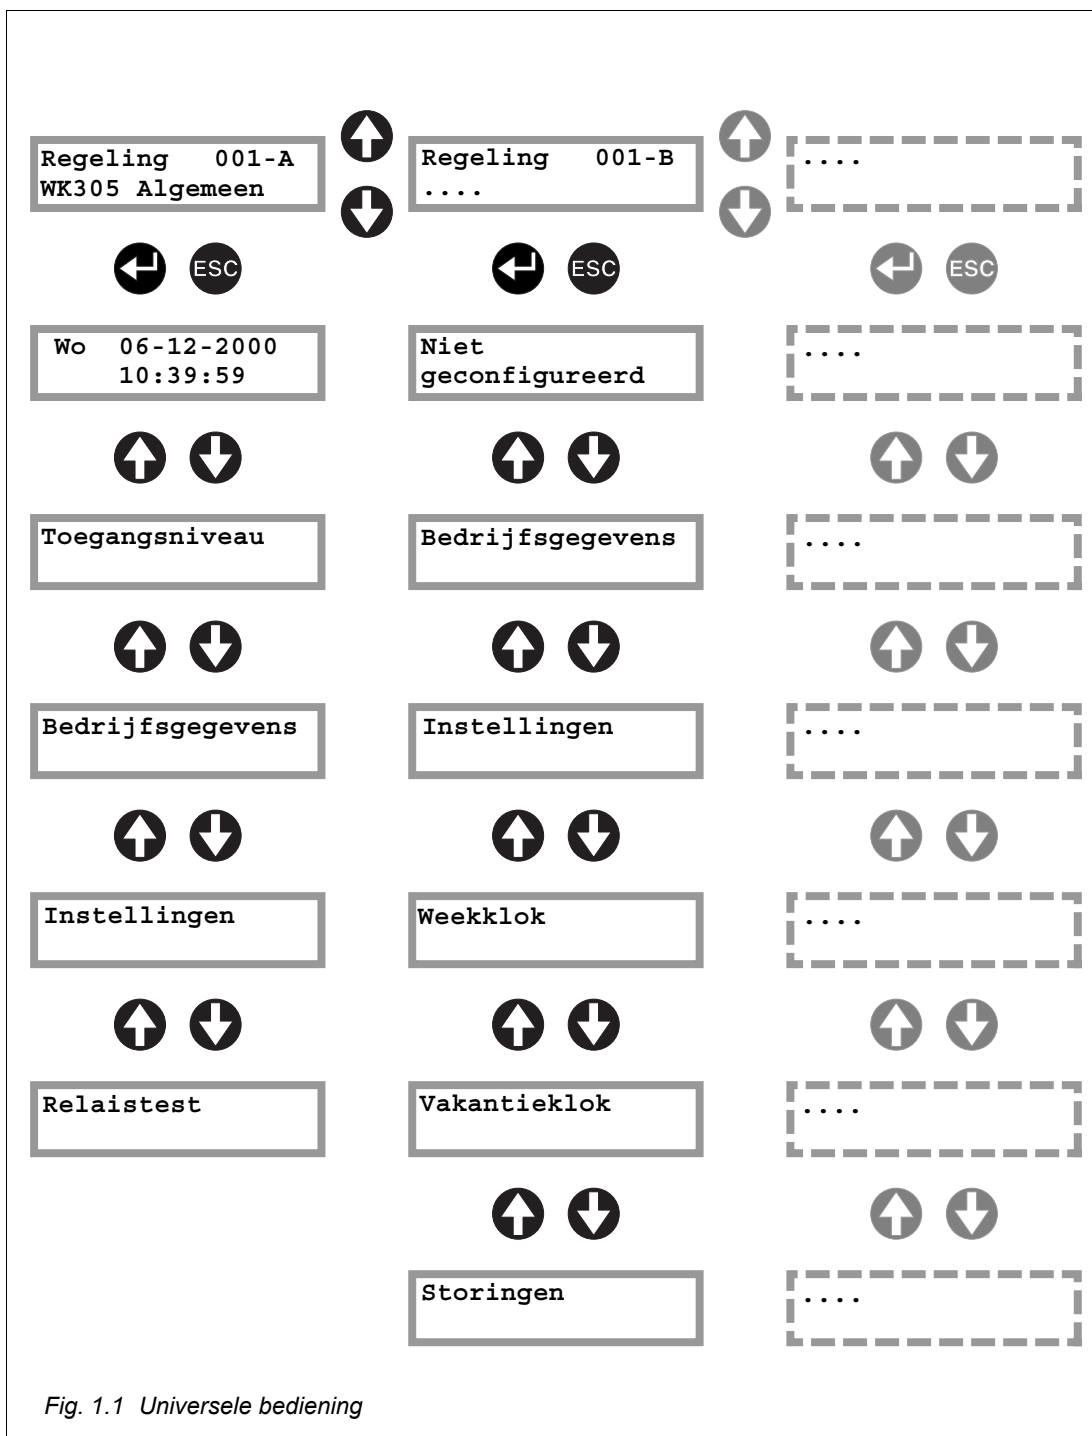 Regeling 001-A
WK305 Algemeen
Regeling 001-B
....
....
ESC
ESC
ESC
Wo 06-12-2000
10:39:59
Niet
geconfigureerd
....
Toegangsniveau
Bedrijfsgegevens
....
Bedrijfsgegevens
Instellingen
....
Instellingen
Weekklok
....
Relaistest
Vakantieklok
....
Storingen
....
Fig. 1.1 Universele bediening